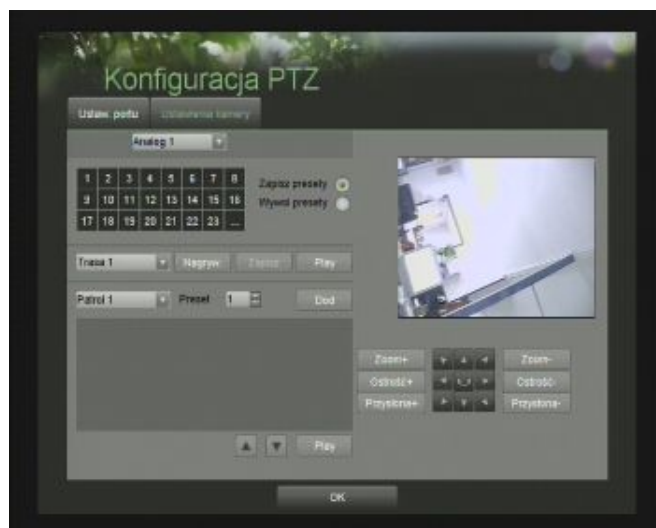 Konfiguracja PTZ
Ustaw. portu Ustawienia kamery
Analog 1
1 2 3 4 5 6 7 8
9 10 11 12 13 14 15 16
17 18 19 20 21 22 23 ...
Zapisz presety
Wywoł presety
Trasa 1 Nagryw. Zapisz Play
Patrol 1 Preset 1 Dod
Zoom+ Zoom-
Ostrość+ Ostrość-
Przysłona+ Przysłona-
Play
OK